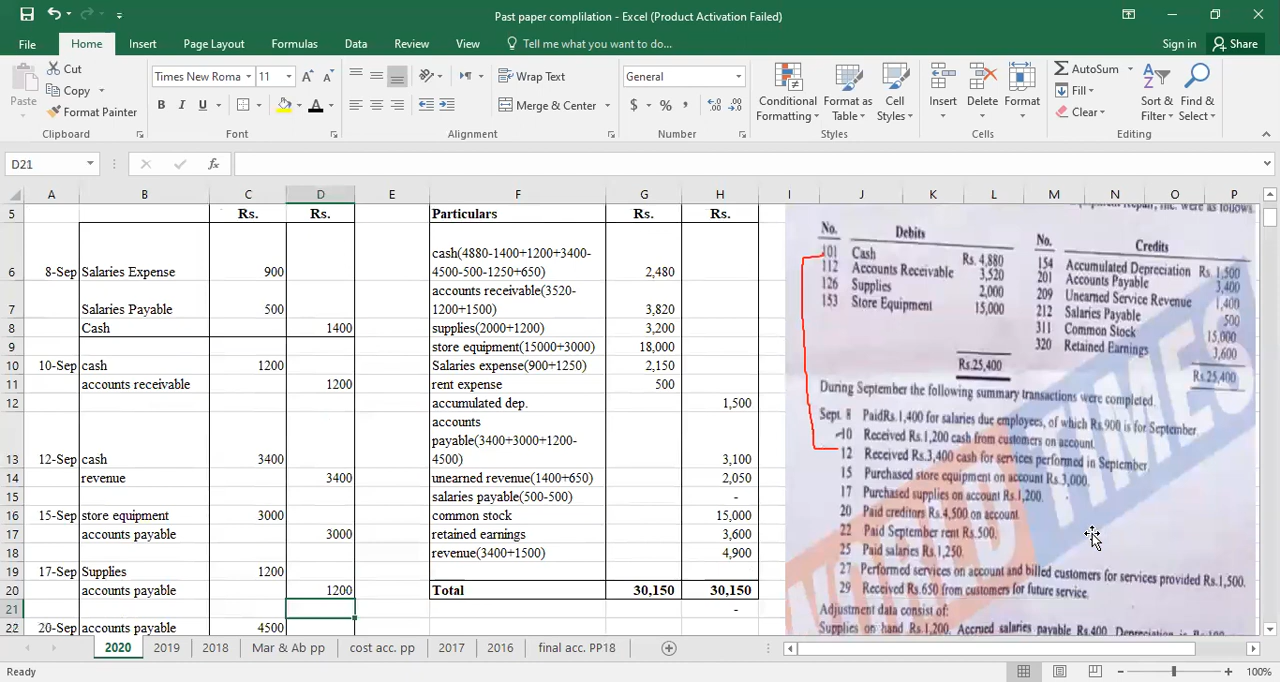 Past paper complilation - Excel (Product Activation Failed)
File Home Insert Page Layout Formulas Data Review View Tell me what you want to do... Sign in Share
Paste
Cut
Copy
Format Painter
Clipboard
Times New Roma 11
B I U
Font
Wrap Text
Merge & Center
Alignment
General
$ % ,
Number
Conditional Formatting
Format as Table
Cell Styles
Styles
Insert
Delete
Format
Cells
AutoSum
Fill
Clear
Sort & Filter
Find & Select
Editing
D21 fx
A B C D E F G H I J K L M N O P
5 Rs. Rs. Particulars Rs. Rs.
cash(4880-1400+1200+3400-
6 8-Sep Salaries Expense 900 4500-500-1250+650) 2,480
accounts receivable(3520-
7 Salaries Payable 500 1200+1500) 3,820
8 Cash 1400 supplies(2000+1200) 3,200
9 store equipment(15000+3000) 18,000
10 10-Sep cash 1200 Salaries expense(900+1250) 2,150
11 accounts receivable 1200 rent expense 500
12 accumulated dep. 1,500
accounts
payable(3400+3000+1200-
13 12-Sep cash 3400 4500) 3,100
14 revenue 3400 unearned revenue(1400+650) 2,050
15 salaries payable(500-500) -
16 15-Sep store equipment 3000 common stock 15,000
17 accounts payable 3000 retained earnings 3,600
18 revenue(3400+1500) 4,900
19 17-Sep Supplies 1200
20 accounts payable 1200 Total 30,150 30,150
21 -
22 20-Sep accounts payable 4500
Repair, Inc. were as follows.
No. Debits
101 Cash Rs. 4,880
112 Accounts Receivable 3,520
126 Supplies 2,000
153 Store Equipment 15,000
Rs.25,400
No. Credits
154 Accumulated Depreciation Rs. 1,500
201 Accounts Payable 3,400
209 Unearned Service Revenue 1,400
212 Salaries Payable 500
311 Common Stock 15,000
320 Retained Earnings 3,600
Rs.25,400
During September the following summary transactions were completed.
Sept. 8 PaidRs.1,400 for salaries due employees, of which Rs.900 is for September.
10 Received Rs.1,200 cash from customers on account.
12 Received Rs.3,400 cash for services performed in September.
15 Purchased store equipment on account Rs.3,000.
17 Purchased supplies on account Rs.1,200.
20 Paid creditors Rs.4,500 on account.
22 Paid September rent Rs.500.
25 Paid salaries Rs.1,250.
27 Performed services on account and billed customers for services provided Rs.1,500.
29 Received Rs.650 from customers for future service.
Adjustment data consist of:
Supplies on hand Rs.1,200. Accrued salaries payable Rs.400
WORLD TIMES
2020 2019 2018 Mar & Ab pp cost acc. pp 2017 2016 final acc. PP18
Ready 100%